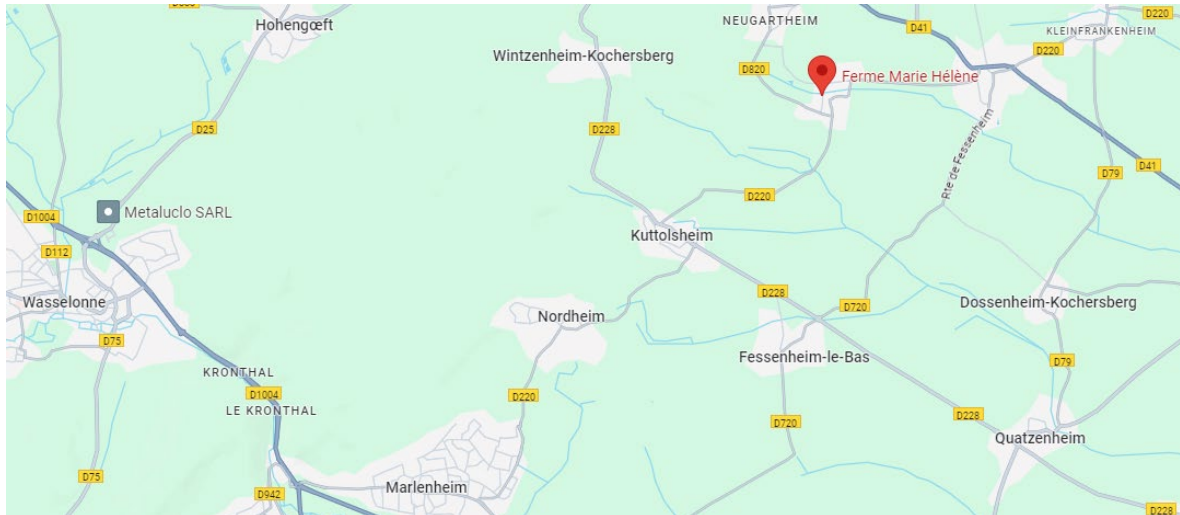 D220
NEUGARTHEIM
D41
Hohengœft
KLEINFRANKENHEIM
D220
Wintzenheim-Kochersberg
D820
Ferme Marie Hélène
D25
D228
Rte de Fessenheim
D41
D79
D220
Metaluclo SARL
D1004
Kuttolsheim
D112
D228
Wasselonne
Dossenheim-Kochersberg
D720
Nordheim
D75
Fessenheim-le-Bas
D79
KRONTHAL
D1004
D220
LE KRONTHAL
D228
D720
Quatzenheim
D75
Marlenheim
D942
D228